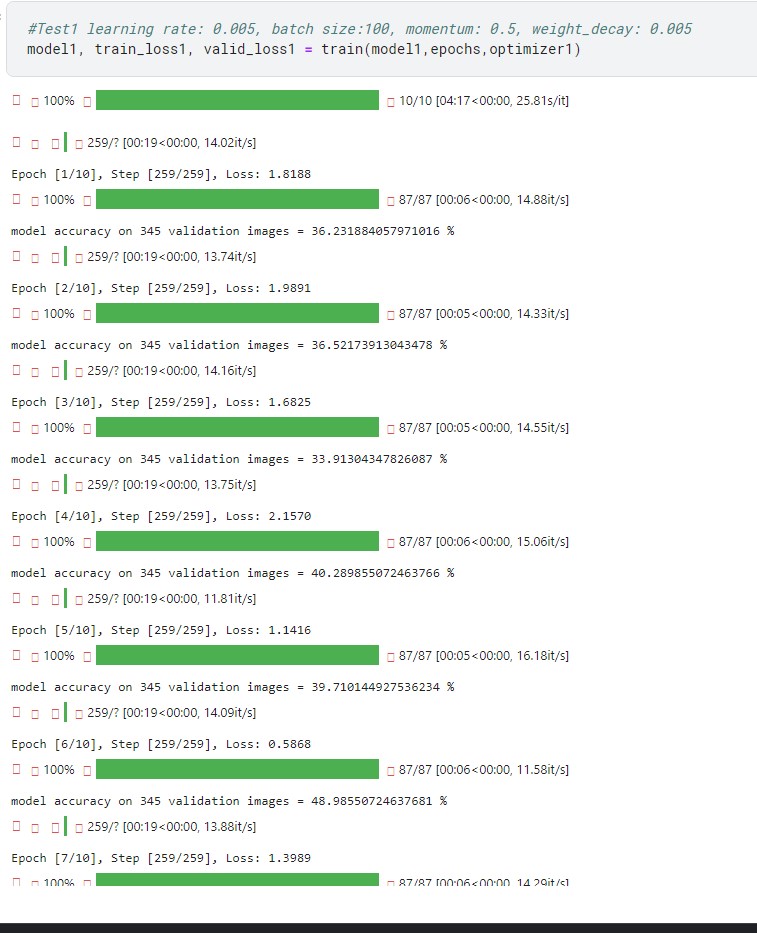 #Test1 learning rate: 0.005, batch size:100, momentum: 0.5, weight_decay: 0.005
model1, train_loss1, valid_loss1 = train(model1,epochs,optimizer1)
100% 10/10 [04:17<00:00, 25.81s/it]
259/? [00:19<00:00, 14.02it/s]
Epoch [1/10], Step [259/259], Loss: 1.8188
100% 87/87 [00:06<00:00, 14.88it/s]
model accuracy on 345 validation images = 36.231884057971016 %
259/? [00:19<00:00, 13.74it/s]
Epoch [2/10], Step [259/259], Loss: 1.9891
100% 87/87 [00:05<00:00, 14.33it/s]
model accuracy on 345 validation images = 36.52173913043478 %
259/? [00:19<00:00, 14.16it/s]
Epoch [3/10], Step [259/259], Loss: 1.6825
100% 87/87 [00:05<00:00, 14.55it/s]
model accuracy on 345 validation images = 33.91304347826087 %
259/? [00:19<00:00, 13.75it/s]
Epoch [4/10], Step [259/259], Loss: 2.1570
100% 87/87 [00:06<00:00, 15.06it/s]
model accuracy on 345 validation images = 40.289855072463766 %
259/? [00:19<00:00, 11.81it/s]
Epoch [5/10], Step [259/259], Loss: 1.1416
100% 87/87 [00:05<00:00, 16.18it/s]
model accuracy on 345 validation images = 39.710144927536234 %
259/? [00:19<00:00, 14.09it/s]
Epoch [6/10], Step [259/259], Loss: 0.5868
100% 87/87 [00:06<00:00, 11.58it/s]
model accuracy on 345 validation images = 48.98550724637681 %
259/? [00:19<00:00, 13.88it/s]
Epoch [7/10], Step [259/259], Loss: 1.3989
100% 87/87 [00:06<00:00, 14.29it/s]